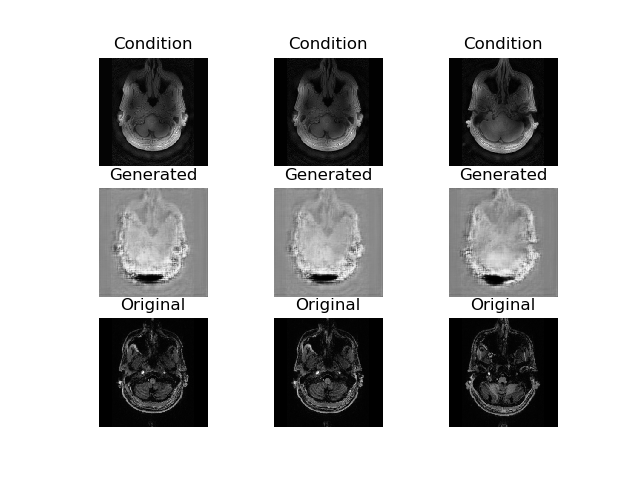 Condition Condition Condition
Generated Generated Generated
Original Original Original